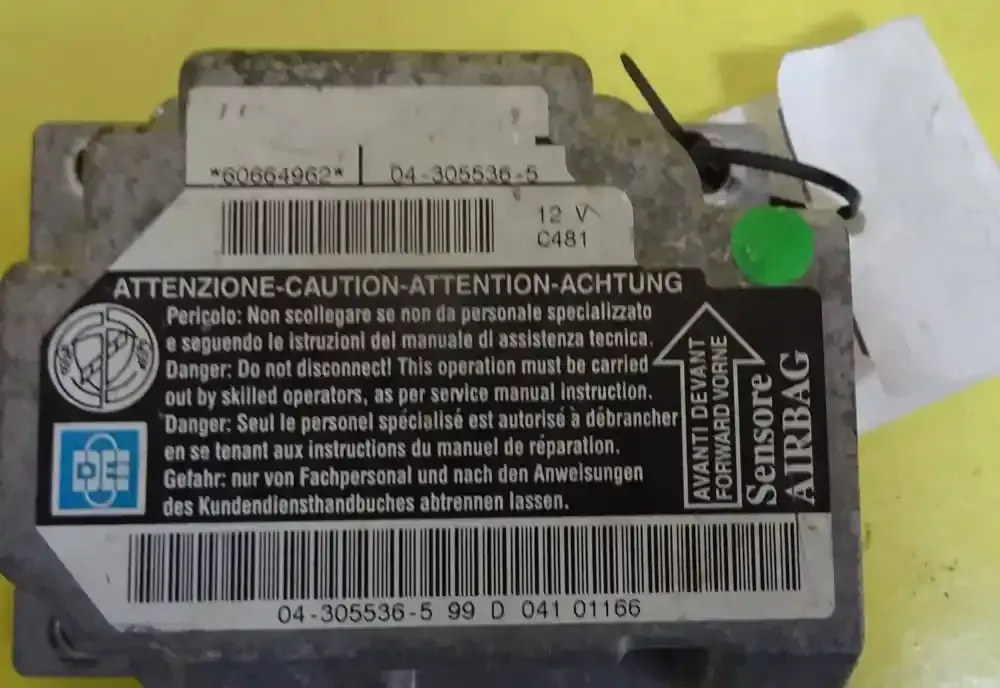 *60664962* 04-305536-5
12 V
C481
ATTENZIONE-CAUTION-ATTENTION-ACHTUNG
Pericolo: Non scollegare se non da personale specializzato
e seguendo le istruzioni del manuale di assistenza tecnica.
Danger: Do not disconnect! This operation must be carried
out by skilled operators, as per service manual instruction.
Danger: Seul le personel spécialisé est autorisé à débrancher
en se tenant aux instructions du manuel de réparation.
Gefahr: nur von Fachpersonal und nach den Anweisungen
des Kundendiensthandbuches abtrennen lassen.
AVANTI DEVANT
FORWARD VORNE
Sensore
AIRBAG
04-305536-5 99 D 041 01166